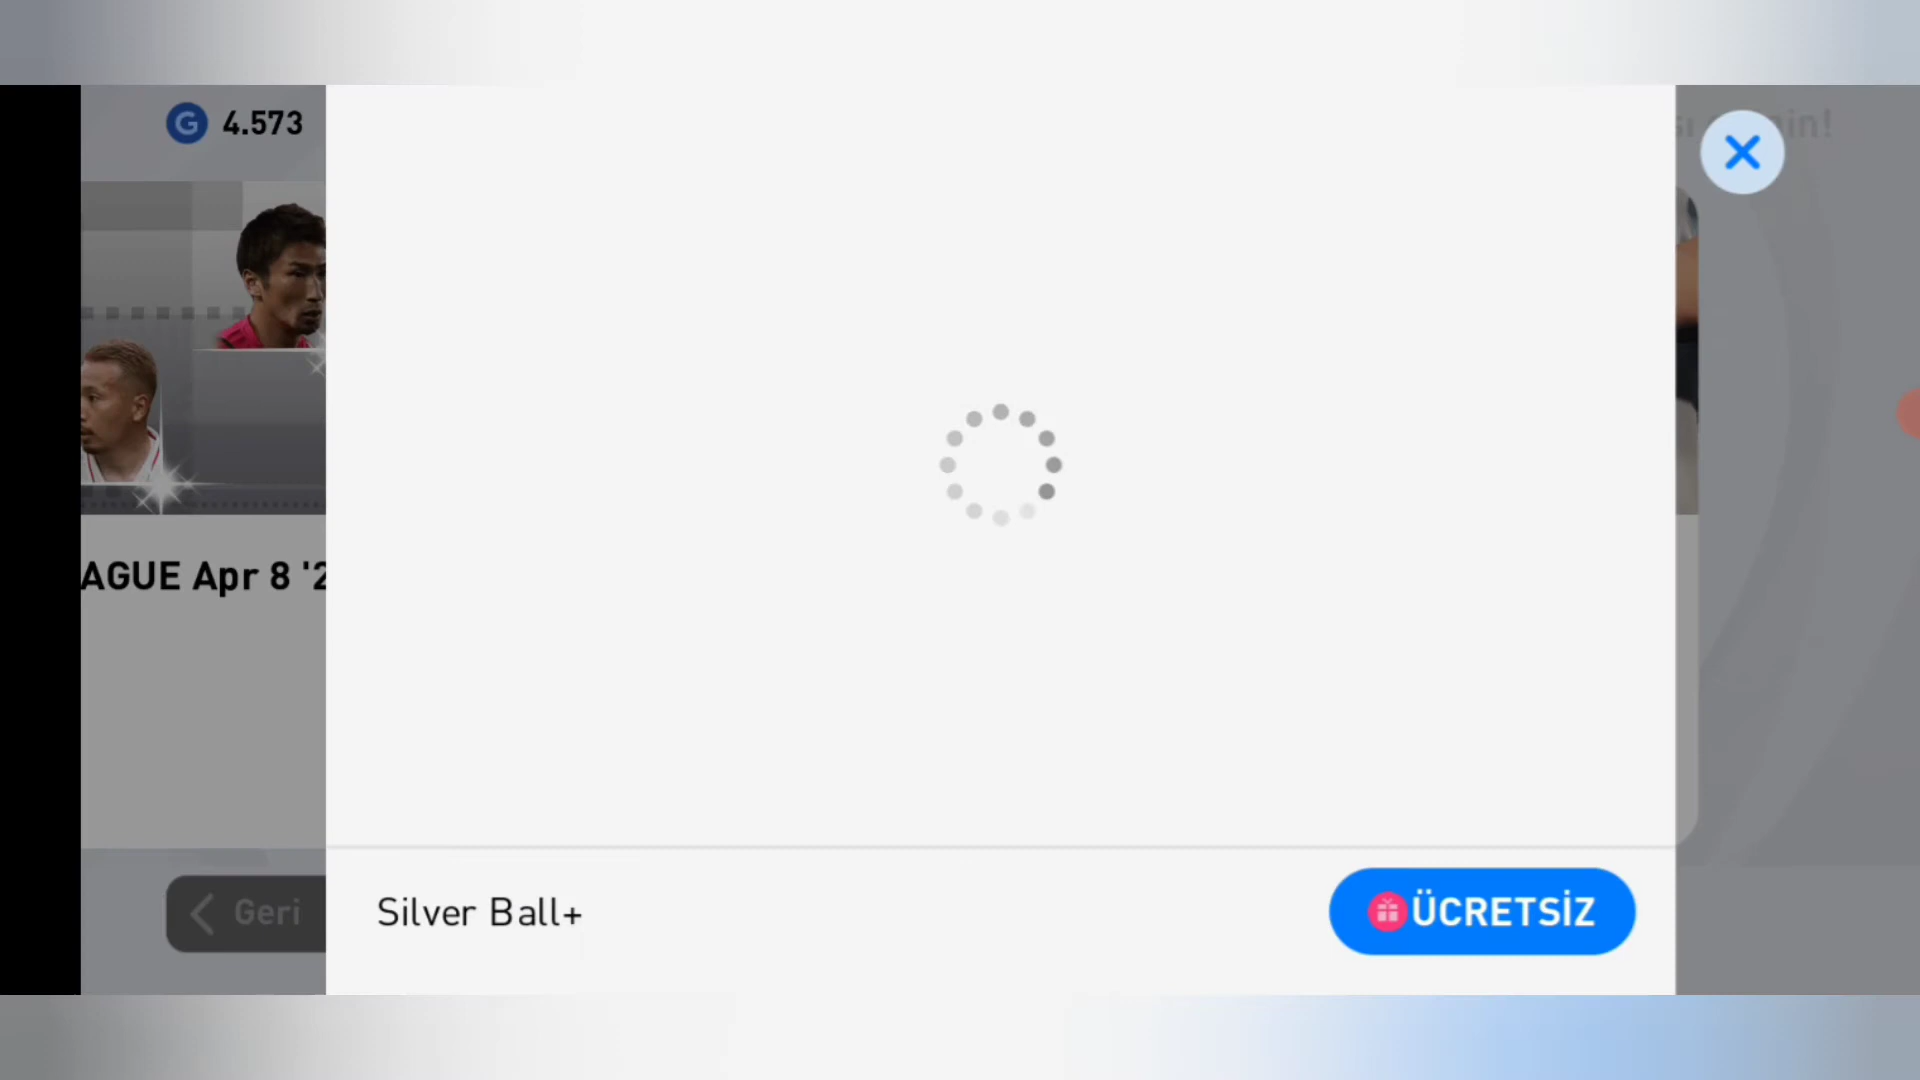 G 4.573
AGUE Apr 8 '2
Geri
Silver Ball+
ÜCRETSİZ